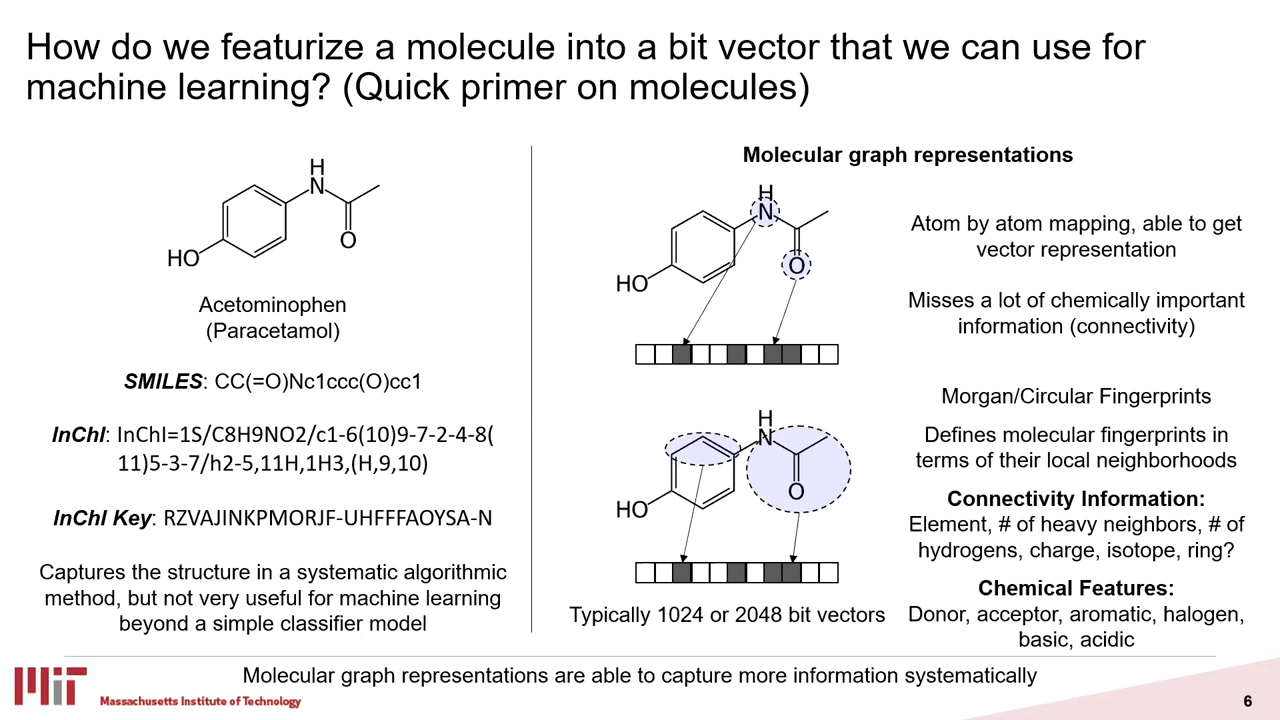 How do we featurize a molecule into a bit vector that we can use for
machine learning? (Quick primer on molecules)
H
N
O
HO
Acetominophen
(Paracetamol)
SMILES: CC(=O)Nc1ccc(O)cc1
InChI: InChI=1S/C8H9NO2/c1-6(10)9-7-2-4-8(
11)5-3-7/h2-5,11H,1H3,(H,9,10)
InChI Key: RZVAJINKPMORJF-UHFFFAOYSA-N
Captures the structure in a systematic algorithmic
method, but not very useful for machine learning
beyond a simple classifier model
Molecular graph representations
H
N
O
HO
Atom by atom mapping, able to get
vector representation
Misses a lot of chemically important
information (connectivity)
H
N
O
HO
Typically 1024 or 2048 bit vectors
Morgan/Circular Fingerprints
Defines molecular fingerprints in
terms of their local neighborhoods
Connectivity Information:
Element, # of heavy neighbors, # of
hydrogens, charge, isotope, ring?
Chemical Features:
Donor, acceptor, aromatic, halogen,
basic, acidic
Molecular graph representations are able to capture more information systematically
MIT
Massachusetts Institute of Technology
6